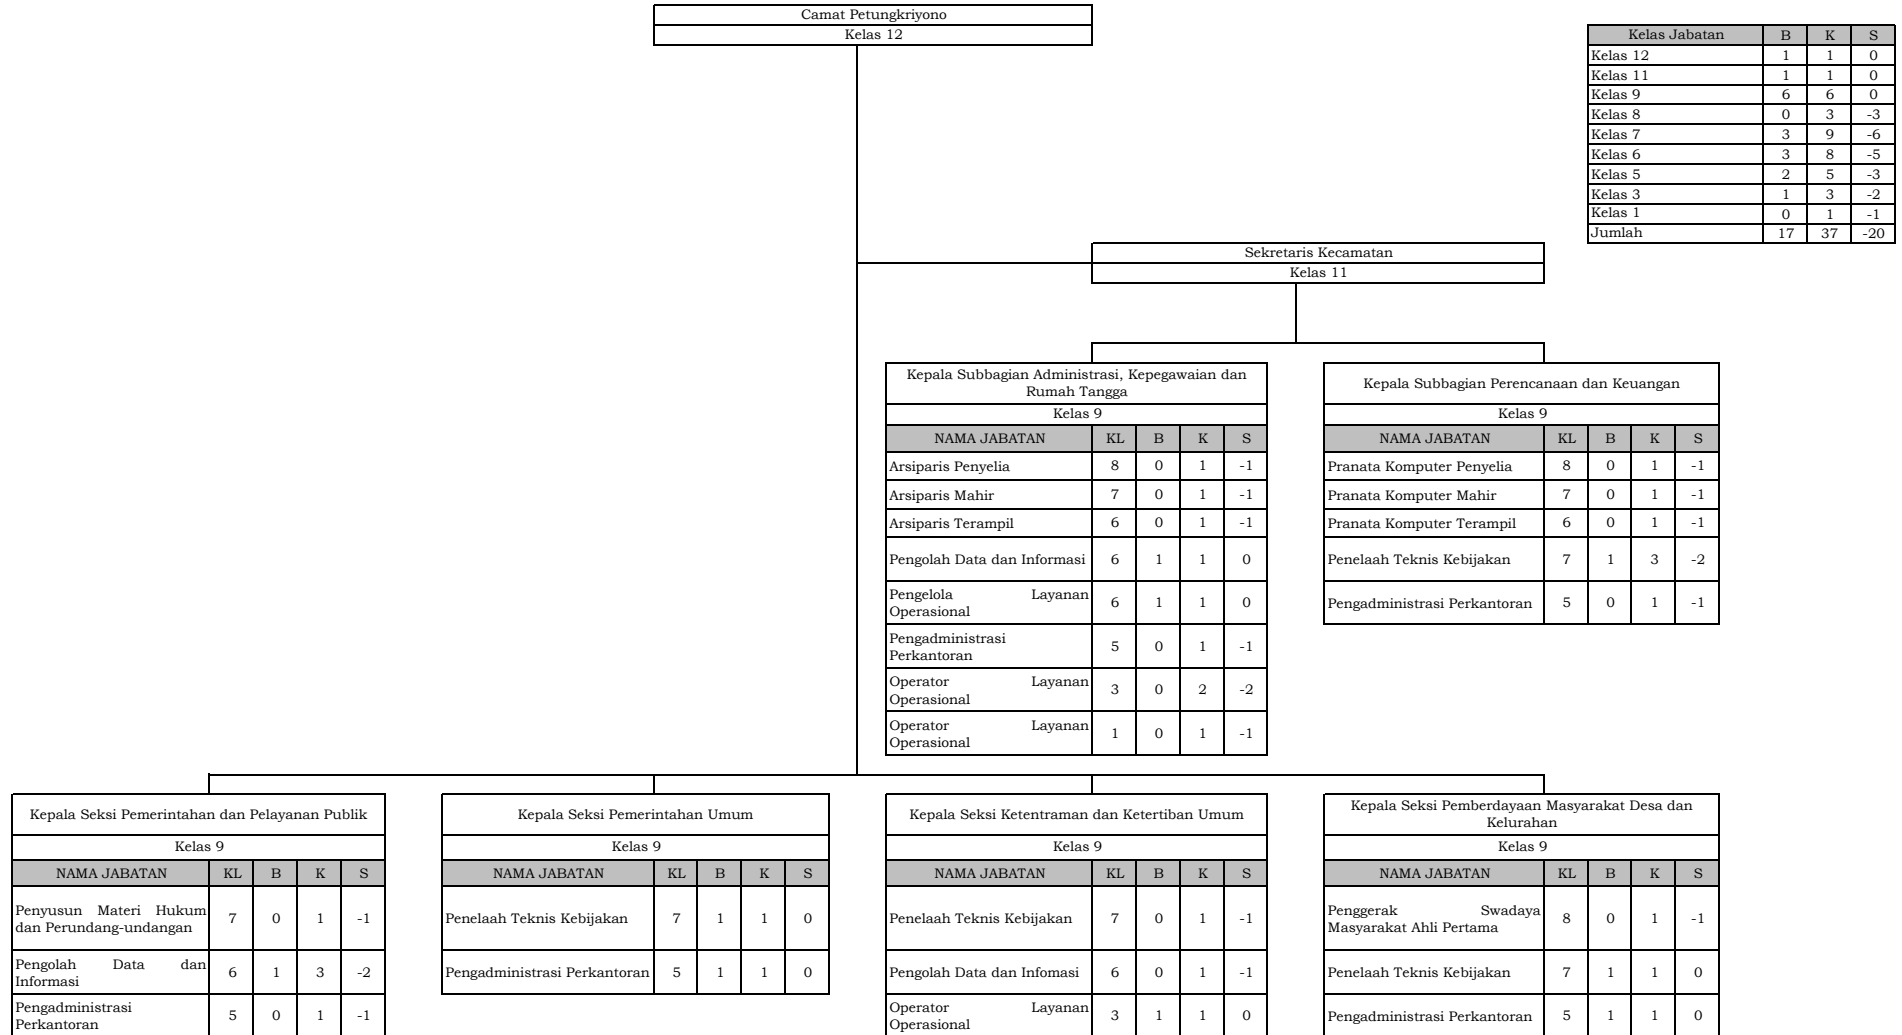 Camat Petungkriyono
Kelas 12
Kelas Jabatan B K S
Kelas 12 1 1 0
Kelas 11 1 1 0
Kelas 9 6 6 0
Kelas 8 0 3 -3
Kelas 7 3 9 -6
Kelas 6 3 8 -5
Kelas 5 2 5 -3
Kelas 3 1 3 -2
Kelas 1 0 1 -1
Jumlah 17 37 -20
Sekretaris Kecamatan
Kelas 11
Kepala Subbagian Administrasi, Kepegawaian dan
Rumah Tangga
Kelas 9
NAMA JABATAN KL B K S
Arsiparis Penyelia 8 0 1 -1
Arsiparis Mahir 7 0 1 -1
Arsiparis Terampil 6 0 1 -1
Pengolah Data dan Informasi 6 1 1 0
Pengelola Layanan
Operasional 6 1 1 0
Pengadministrasi
Perkantoran 5 0 1 -1
Operator Layanan
Operasional 3 0 2 -2
Operator Layanan
Operasional 1 0 1 -1
Kepala Subbagian Perencanaan dan Keuangan
Kelas 9
NAMA JABATAN KL B K S
Pranata Komputer Penyelia 8 0 1 -1
Pranata Komputer Mahir 7 0 1 -1
Pranata Komputer Terampil 6 0 1 -1
Penelaah Teknis Kebijakan 7 1 3 -2
Pengadministrasi Perkantoran 5 0 1 -1
Kepala Seksi Pemerintahan dan Pelayanan Publik
Kelas 9
NAMA JABATAN KL B K S
Penyusun Materi Hukum
dan Perundang-undangan 7 0 1 -1
Pengolah Data dan
Informasi 6 1 3 -2
Pengadministrasi
Perkantoran 5 0 1 -1
Kepala Seksi Pemerintahan Umum
Kelas 9
NAMA JABATAN KL B K S
Penelaah Teknis Kebijakan 7 1 1 0
Pengadministrasi Perkantoran 5 1 1 0
Kepala Seksi Ketentraman dan Ketertiban Umum
Kelas 9
NAMA JABATAN KL B K S
Penelaah Teknis Kebijakan 7 0 1 -1
Pengolah Data dan Infomasi 6 0 1 -1
Operator Layanan
Operasional 3 1 1 0
Kepala Seksi Pemberdayaan Masyarakat Desa dan
Kelurahan
Kelas 9
NAMA JABATAN KL B K S
Penggerak Swadaya
Masyarakat Ahli Pertama 8 0 1 -1
Penelaah Teknis Kebijakan 7 1 1 0
Pengadministrasi Perkantoran 5 1 1 0